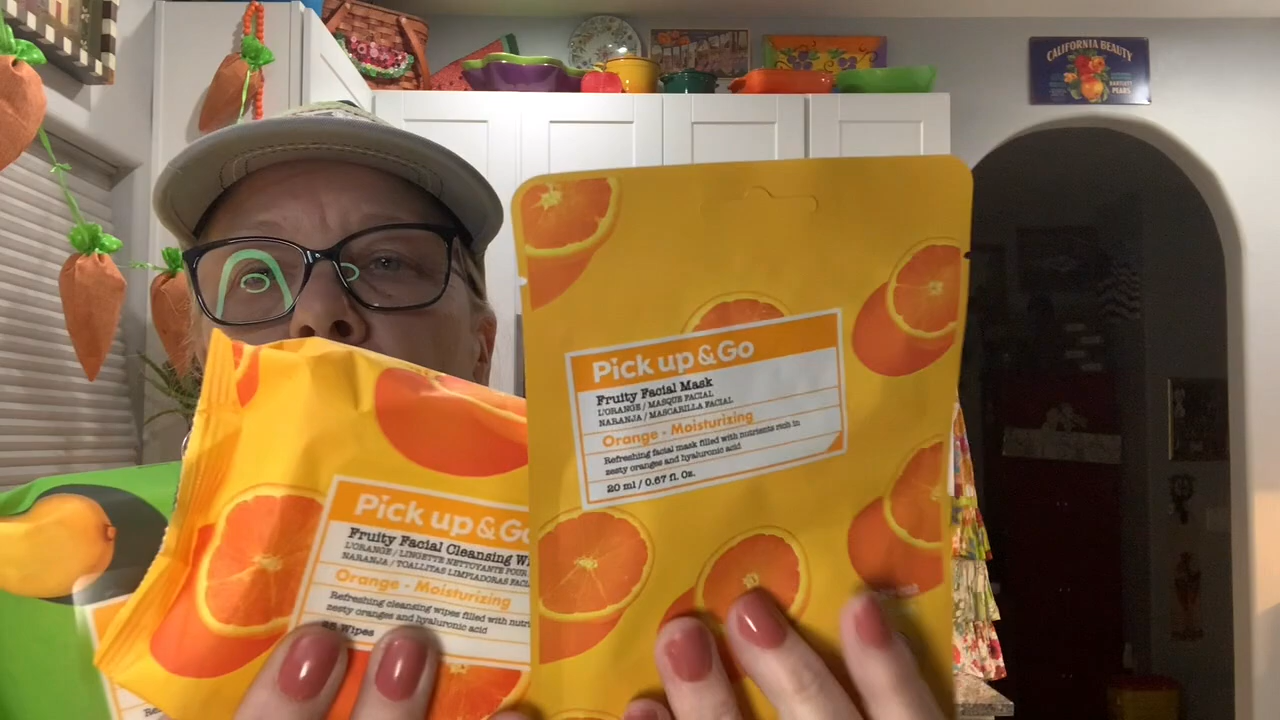 CALIFORNIA BEAUTY
PEARS
Pick up & Go
Fruity Facial Mask
L'ORANGE / MASQUE FACIAL
NARANJA / MASCARILLA FACIAL
Orange - Moisturizing
Refreshing facial mask filled with nutrients rich in
zesty oranges and hyaluronic acid
20 ml / 0.67 fl. Oz.
Pick up & Go
Fruity Facial Cleansing
L'ORANGE / LINGETTE NETTOYANTE POUR
NARANJA / TOALLITAS LIMPIADORAS
Orange - Moisturizing
Refreshing cleansing wipes filled with
zesty oranges and hyaluronic acid
25 Wipes